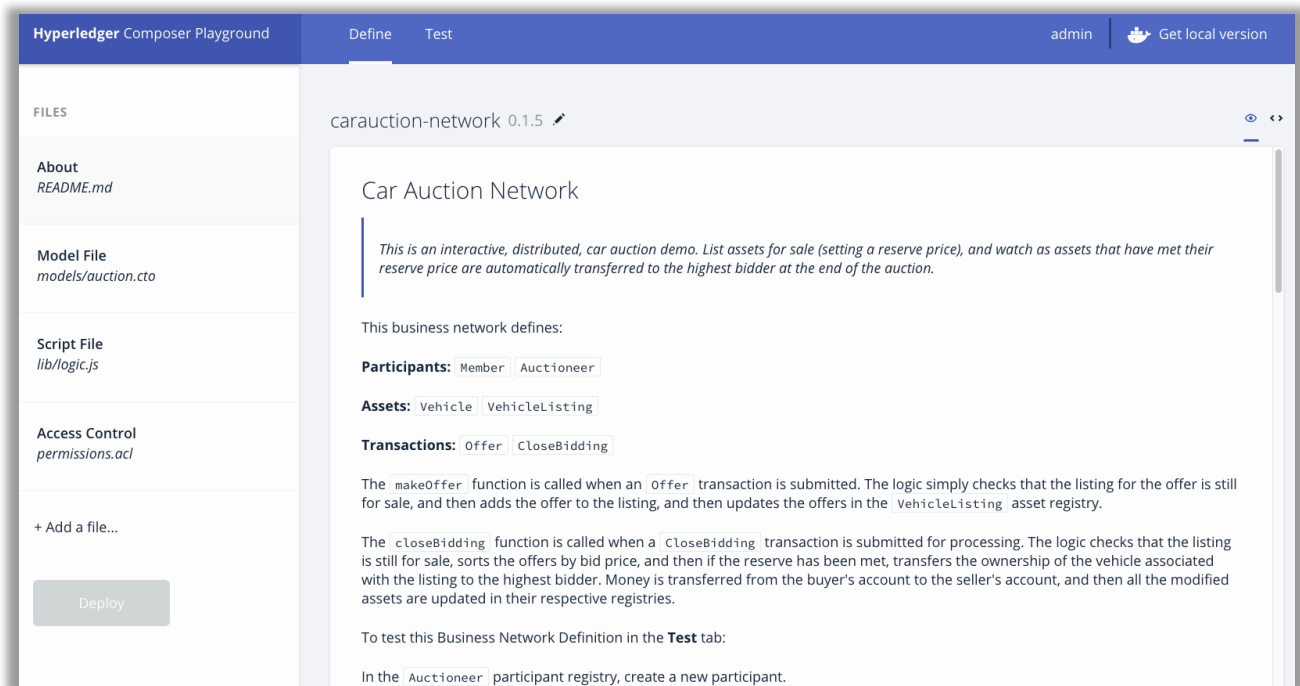 Hyperledger Composer Playground
Define
Test
admin
Get local version
FILES
About
README.md
Model File
models/auction.cto
Script File
lib/logic.js
Access Control
permissions.acl
+ Add a file...
Deploy
carauction-network 0.1.5
Car Auction Network
This is an interactive, distributed, car auction demo. List assets for sale (setting a reserve price), and watch as assets that have met their
reserve price are automatically transferred to the highest bidder at the end of the auction.
This business network defines:
Participants: Member Auctioneer
Assets: Vehicle VehicleListing
Transactions: Offer CloseBidding
The makeOffer function is called when an Offer transaction is submitted. The logic simply checks that the listing for the offer is still
for sale, and then adds the offer to the listing, and then updates the offers in the VehicleListing asset registry.
The closeBidding function is called when a CloseBidding transaction is submitted for processing. The logic checks that the listing
is still for sale, sorts the offers by bid price, and then if the reserve has been met, transfers the ownership of the vehicle associated
with the listing to the highest bidder. Money is transferred from the buyer's account to the seller's account, and then all the modified
assets are updated in their respective registries.
To test this Business Network Definition in the Test tab:
In the Auctioneer participant registry, create a new participant.